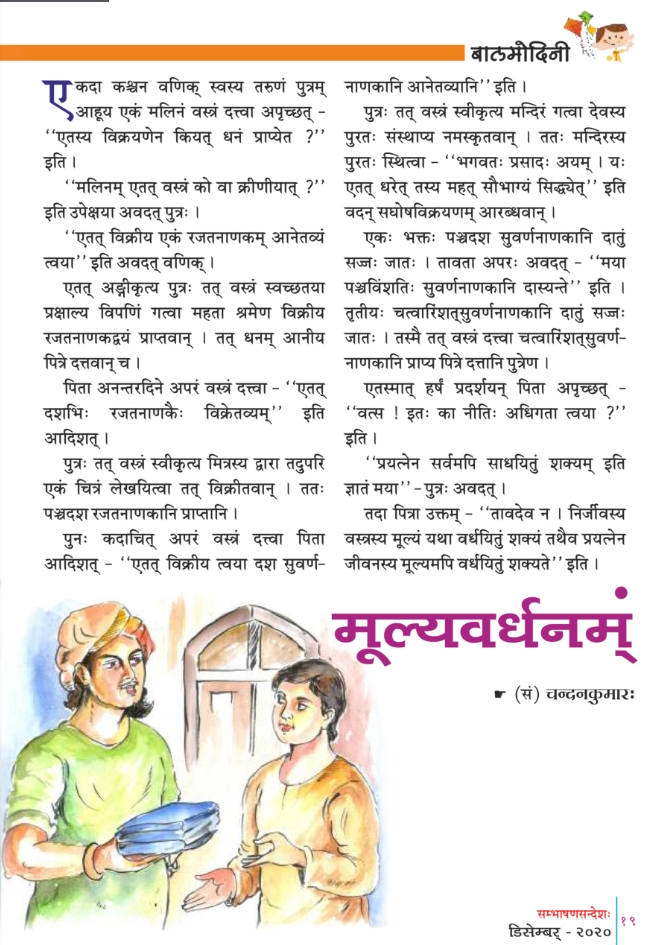 बालमोदिनी
एकदा कश्चन वणिक् स्वस्य तरुणं पुत्रम्
आहूय एकं मलिनं वस्त्रं दत्त्वा अपृच्छत् -
‘‘एतस्य विक्रयणेन कियत् धनं प्राप्येत ?’’
इति ।
‘‘मलिनम् एतत् वस्त्रं को वा क्रीणीयात् ?’’
इति उपेक्षया अवदत् पुत्रः ।
‘‘एतत् विक्रीय एकं रजतनाणकम् आनेतव्यं
त्वया’’ इति अवदत् वणिक् ।
एतत् अङ्गीकृत्य पुत्रः तत् वस्त्रं स्वच्छतया
प्रक्षाल्य विपणिं गत्वा महता श्रमेण विक्रीय
रजतनाणकद्वयं प्राप्तवान् । तत् धनम् आनीय
पित्रे दत्तवान् च ।
पिता अनन्तरदिने अपरं वस्त्रं दत्त्वा - ‘‘एतत्
दशभिः रजतनाणकैः विक्रेतव्यम्’’ इति
आदिशत् ।
पुत्रः तत् वस्त्रं स्वीकृत्य मित्रस्य द्वारा तदुपरि
एकं चित्रं लेखयित्वा तत् विक्रीतवान् । ततः
पञ्चदश रजतनाणकानि प्राप्तानि ।
पुनः कदाचित् अपरं वस्त्रं दत्त्वा पिता
आदिशत् - ‘‘एतत् विक्रीय त्वया दश सुवर्ण-
नाणकानि आनेतव्यानि’’ इति ।
पुत्रः तत् वस्त्रं स्वीकृत्य मन्दिरं गत्वा देवस्य
पुरतः संस्थाप्य नमस्कृतवान् । ततः मन्दिरस्य
पुरतः स्थित्वा - ‘‘भगवतः प्रसादः अयम् । यः
एतत् धरेत् तस्य महत् सौभाग्यं सिद्ध्येत्’’ इति
वदन् सघोषविक्रयणम् आरब्धवान् ।
एकः भक्तः पञ्चदश सुवर्णनाणकानि दातुं
सज्जः जातः । तावता अपरः अवदत् - ‘‘मया
पञ्चविंशतिः सुवर्णनाणकानि दास्यन्ते’’ इति ।
तृतीयः चत्वारिंशत्सुवर्णनाणकानि दातुं सज्जः
जातः । तस्मै तत् वस्त्रं दत्त्वा चत्वारिंशत्सुवर्ण-
नाणकानि प्राप्य पित्रे दत्तानि पुत्रेण ।
एतस्मात् हर्षं प्रदर्शयन् पिता अपृच्छत् -
‘‘वत्स ! इतः का नीतिः अधिगता त्वया ?’’
इति ।
‘‘प्रयत्नेन सर्वमपि साधयितुं शक्यम् इति
ज्ञातं मया’’ - पुत्रः अवदत् ।
तदा पित्रा उक्तम् - ‘‘तावदेव न । निर्जीवस्य
वस्त्रस्य मूल्यं यथा वर्धयितुं शक्यं तथैव प्रयत्नेन
जीवनस्य मूल्यमपि वर्धयितुं शक्यते’’ इति ।
मूल्यवर्धनम्ं
☛ (सं) चन्दनकुमारः
सम्भाषणसन्देशः
डिसेम्बर् - २०२० १९